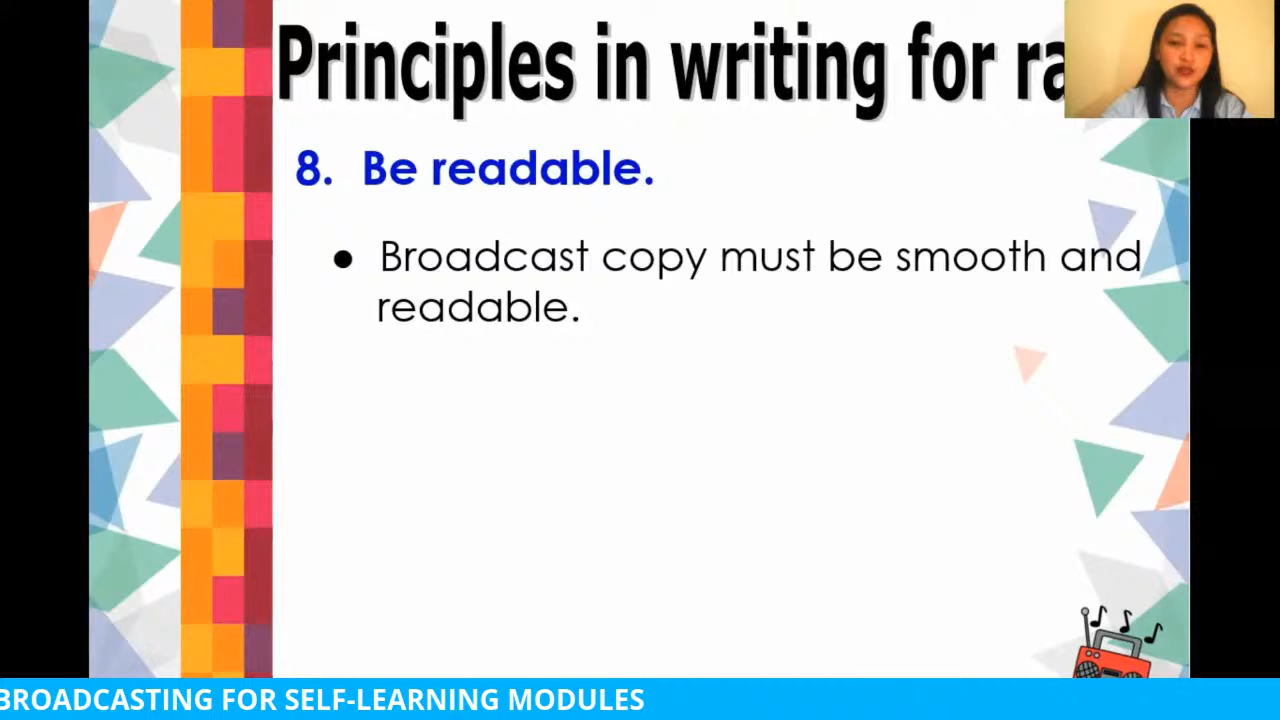 Principles in writing for
8. Be readable.
● Broadcast copy must be smooth and
readable.
BROADCASTING FOR SELF-LEARNING MODULES